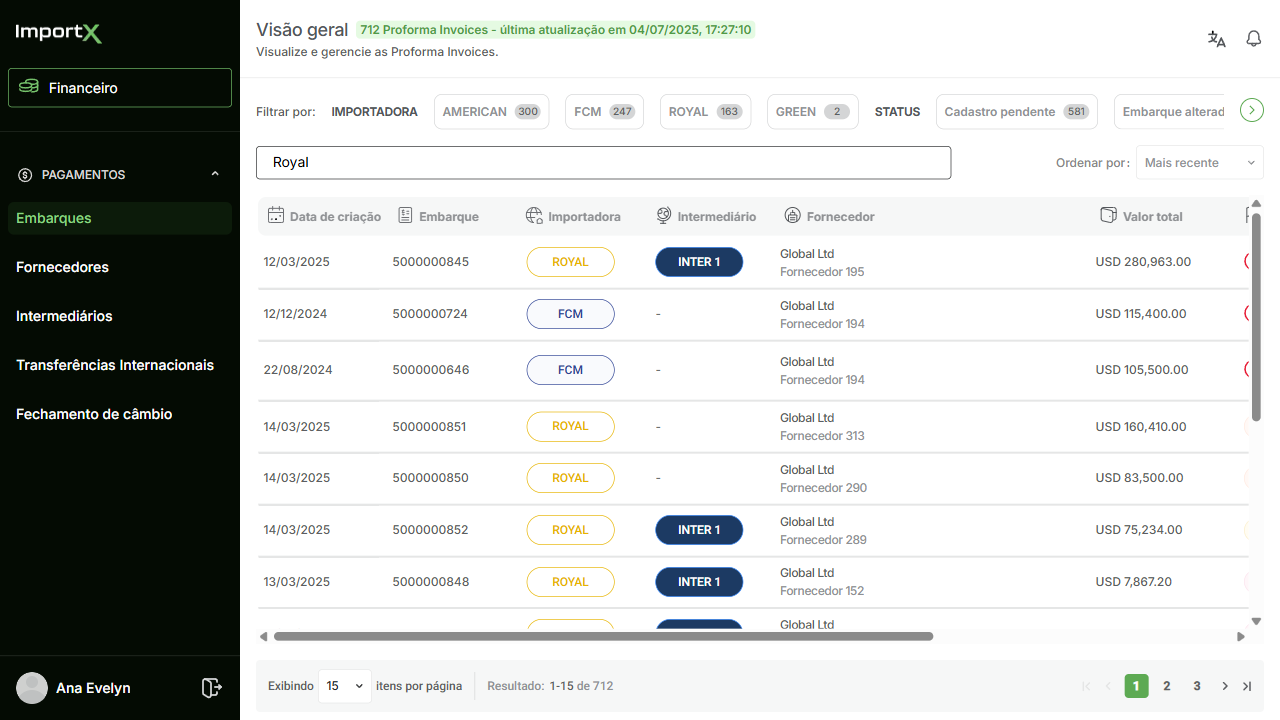 ImportX
Financeiro
PAGAMENTOS
Embarques
Fornecedores
Intermediários
Transferências Internacionais
Fechamento de câmbio
Ana Evelyn
Visão geral 712 Proforma Invoices - última atualização em 04/07/2025, 17:27:10
Visualize e gerencie as Proforma Invoices.
Filtrar por: IMPORTADORA AMERICAN 300 FCM 247 ROYAL 163 GREEN 2 STATUS Cadastro pendente 581 Embarque alterad
Royal
Ordenar por: Mais recente
Data de criação Embarque Importadora Intermediário Fornecedor Valor total
12/03/2025 5000000845 ROYAL INTER 1 Global Ltd Fornecedor 195 USD 280,963.00
12/12/2024 5000000724 FCM - Global Ltd Fornecedor 194 USD 115,400.00
22/08/2024 5000000646 FCM - Global Ltd Fornecedor 194 USD 105,500.00
14/03/2025 5000000851 ROYAL - Global Ltd Fornecedor 313 USD 160,410.00
14/03/2025 5000000850 ROYAL - Global Ltd Fornecedor 290 USD 83,500.00
14/03/2025 5000000852 ROYAL INTER 1 Global Ltd Fornecedor 289 USD 75,234.00
13/03/2025 5000000848 ROYAL INTER 1 Global Ltd Fornecedor 152 USD 7,867.20
Global Ltd
Exibindo 15 itens por página Resultado: 1-15 de 712 1 2 3